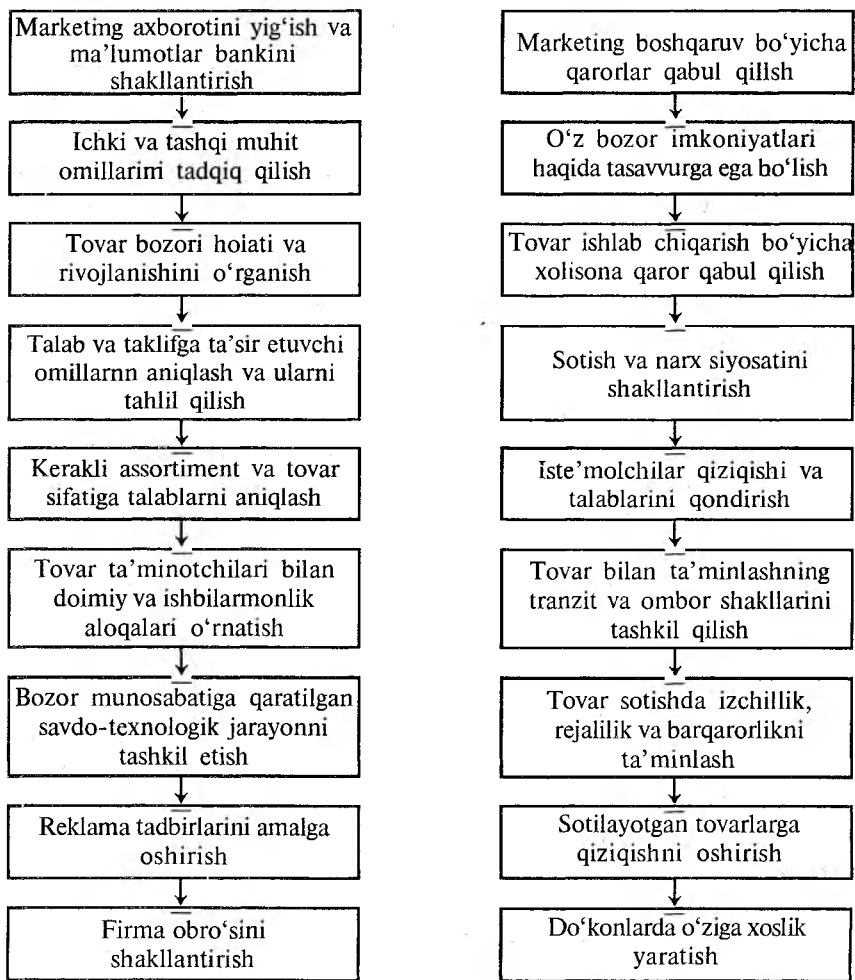 Marketing axborotini yig‘ish va
ma’lumotlar bankini
shakllantirish
Ichki va tashqi muhit
omillarini tadqiq qilish
Tovar bozori hoiati va
rivojlanishini o‘rganish
Talab va taklifga ta’sir etuvchi
omillarnn aniqlash va ularni
tahlil qilish
Kerakli assortiment va tovar
sifatiga talablarni aniqlash
Tovar ta’minotchilari bilan
doimiy va ishbilarmonlik
aloqalari o‘rnatish
Bozor munosabatiga qaratilgan
savdo-texnologik jarayonni
tashkil etish
Reklama tadbirlarini amalga
oshirish
Firma obro‘sini
shakllantirish
Marketing boshqaruv bo‘yicha
qarorlar qabul qilish
O‘z bozor imkoniyatlari
haqida tasavvurga ega bo‘lish
Tovar ishlab chiqarish bo‘yicha
xolisona qaror qabul qilish
Sotish va narx siyosatini
shakllantirish
Iste’molchilar qiziqishi va
talablarini qondirish
Tovar bilan ta’minlashning
tranzit va ombor shakllarini
tashkil qilish
Tovar sotishda izchillik,
rejalilik va barqarorlikni
ta’minlash
Sotilayotgan tovarlarga
qiziqishni oshirish
Do‘konlarda o‘ziga xoslik
yaratish